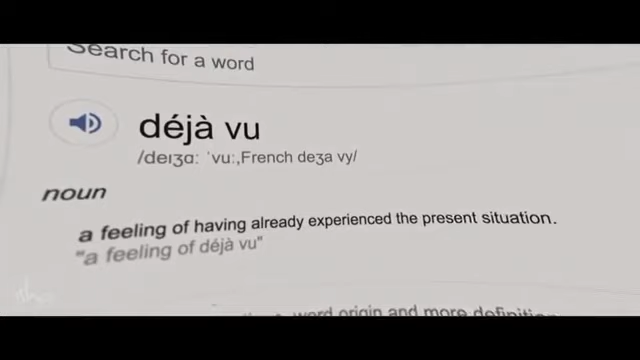 Search for a word
déjà vu
/deɪʒɑː ˈvuː,French deʒa vy/
noun
a feeling of having already experienced the present situation.
"a feeling of déjà vu"
word origin and more definitions